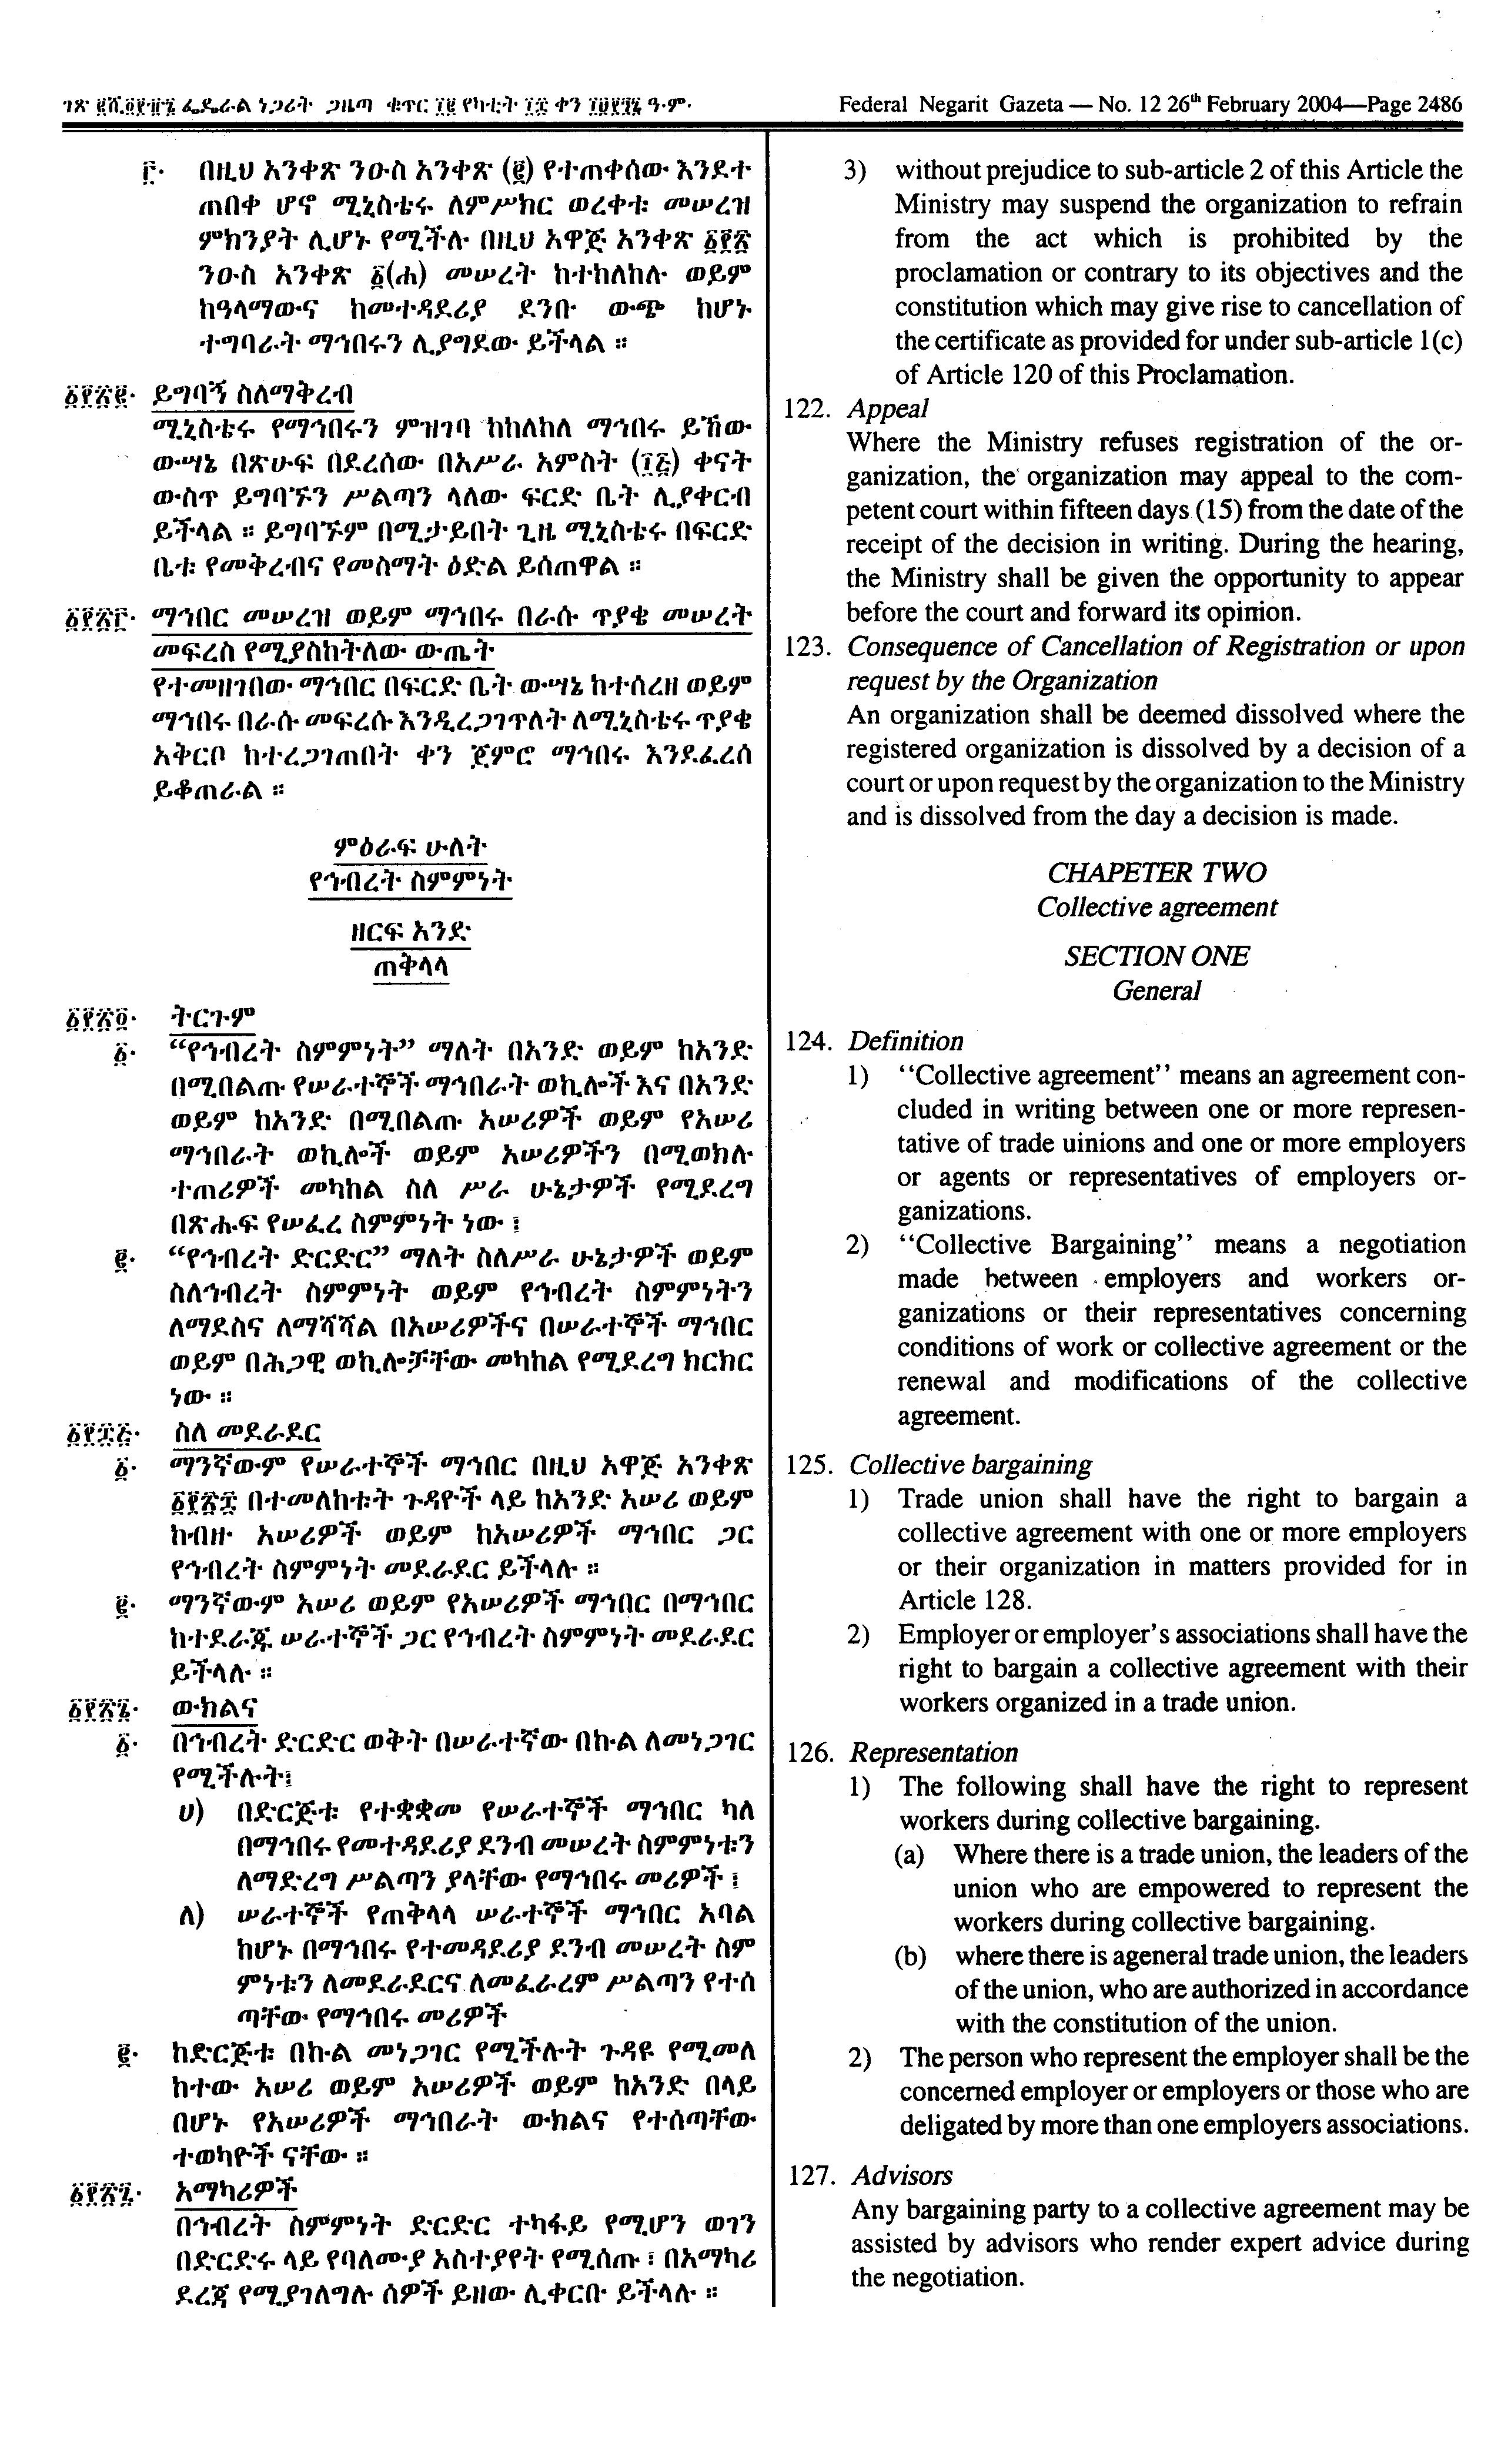 ገጽ ፪ሺ፬፻፹፮ ፌዴራል ነጋሪት ጋዜጣ ቁጥር ፲፪ የካቲት ፲፰ ቀን ፲፱፻፺፮ ዓ·ም·
Federal Negarit Gazeta — No. 12 26th February 2004—Page 2486
፫· በዚህ አንቀጽ ንዑስ አንቀጽ (፪) የተጠቀሰው እንደተ
ጠበቀ ሆኖ ሚኒስቴሩ ለምሥክር ወረቀቱ መሠረዝ
ምክንያት ሊሆኑ የሚችሉ በዚህ አዋጅ አንቀጽ ፩፻፳
ንዑስ አንቀጽ ፩(ሐ) መሠረት ከተከለከሉ ወይም
ከዓላማውና ከመተዳደሪያ ደንቡ ውጭ ከሆኑ
ተግባራት ማኅበሩን ሊያግደው ይችላል ።
፩፻፳፪· ይግባኝ ስለማቅረብ
ሚኒስቴሩ የማኅበሩን ምዝገባ ከከለከለ ማኅበሩ ይኸው
ውሣኔ በጽሁፍ በደረሰው በአሥራ አምስት (፲፭) ቀናት
ውስጥ ይግባኙን ሥልጣን ላለው ፍርድ ቤት ሊያቀርብ
ይችላል ። ይግባኙም በሚታይበት ጊዜ ሚኒስቴሩ በፍርድ
ቤቱ የመቅረብና የመስማት ዕድል ይሰጠዋል ።
፩፻፳፫· ማኅበር መሠረዝ ወይም ማኅበሩ በራሱ ጥያቄ መሠረት
መፍረስ የሚያስከትለው ውጤት
የተመዘገበው ማኅበር በፍርድ ቤት ውሣኔ ከተሰረዘ ወይም
ማኅበሩ በራሱ መፍረሱ እንዲረጋገጥለት ለሚኒስቴሩ ጥያቄ
አቅርቦ ከተረጋገጠበት ቀን ጀምሮ ማኅበሩ እንደፈረሰ
ይቆጠራል ።
ምዕራፍ ሁለት
የኅብረት ስምምነት
ዘርፍ አንድ
ጠቅላላ
፩፻፳፬· ትርጉም
፩· “የኅብረት ስምምነት” ማለት በአንድ ወይም ከአንድ
በሚበልጡ የሠራተኞች ማኅበራት ወኪሎች እና በአንድ
ወይም ከአንድ በሚበልጡ አሠሪዎች ወይም የአሠሪ
ማኅበራት ወኪሎች ወይም አሠሪዎችን በሚወክሉ
ተጠሪዎች መካከል ስለ ሥራ ሁኔታዎች የሚደረግ
በጽሑፍ የሠፈረ ስምምነት ነው ፤
፪· “የኅብረት ድርድር” ማለት ስለሥራ ሁኔታዎች ወይም
ስለኅብረት ስምምነት ወይም የኅብረት ስምምነትን
ለማደስና ለማሻሻል በአሠሪዎችና በሠራተኞች ማኅበር
ወይም በሕጋዊ ወኪሎቻቸው መካከል የሚደረግ ክርክር
ነው ።
፩፻፳፭· ስለ መደራደር
፩· ማንኛውም የሠራተኞች ማኅበር በዚህ አዋጅ አንቀጽ
፩፻፳፰ በተመለከቱት ጉዳዮች ላይ ከአንድ አሠሪ ወይም
ከብዙ አሠሪዎች ወይም ከአሠሪዎች ማኅበር ጋር
የኅብረት ስምምነት መደራደር ይችላሉ ።
፪· ማንኛውም አሠሪ ወይም የአሠሪዎች ማኅበር በማኅበር
ከተደራጁ ሠራተኞች ጋር የኅብረት ስምምነት መደራደር
ይችላሉ ።
፩፻፳፮· ውክልና
፩· በኅብረት ድርድር ወቅት በሠራተኛው በኩል ለመነጋገር
የሚችሉት፤
ሀ) በድርጅቱ የተቋቋመ የሠራተኞች ማኅበር ካለ
በማኅበሩ የመተዳደሪያ ደንብ መሠረት ስምምነቱን
ለማድረግ ሥልጣን ያላቸው የማኅበሩ መሪዎች ፤
ለ) ሠራተኞች የጠቅላላ ሠራተኞች ማኅበር አባል
ከሆኑ በማኅበሩ የተመዳደሪያ ደንብ መሠረት ስም
ምነቱን ለመደራደርና ለመፈራረም ሥልጣን የተሰ
ጣቸው የማኅበሩ መሪዎች
፪· ከድርጅቱ በኩል መነጋገር የሚችሉት ጉዳዩ የሚመለ
ከተው አሠሪ ወይም አሠሪዎች ወይም ከአንድ በላይ
በሆኑ የአሠሪዎች ማኅበራት ውክልና የተሰጣቸው
ተወካዮች ናቸው ።
፩፻፳፯· አማካሪዎች
በኅብረት ስምምነት ድርድር ተካፋይ የሚሆን ወገን
በድርድሩ ላይ የባለሙያ አስተያየት የሚሰጡ ፤ በአማካሪ
ደረጃ የሚያገለግሉ ሰዎች ይዘው ሊቀርቡ ይችላሉ ።
3) without prejudice to sub-article 2 of this Article the
Ministry may suspend the organization to refrain
from the act which is prohibited by the
proclamation or contrary to its objectives and the
constitution which may give rise to cancellation of
the certificate as provided for under sub-article 1(c)
of Article 120 of this Proclamation.
122. Appeal
Where the Ministry refuses registration of the or-
ganization, the organization may appeal to the com-
petent court within fifteen days (15) from the date of the
receipt of the decision in writing. During the hearing,
the Ministry shall be given the opportunity to appear
before the court and forward its opinion.
123. Consequence of Cancellation of Registration or upon
request by the Organization
An organization shall be deemed dissolved where the
registered organization is dissolved by a decision of a
court or upon request by the organization to the Ministry
and is dissolved from the day a decision is made.
CHAPETER TWO
Collective agreement
SECTION ONE
General
124. Definition
1) ‘‘Collective agreement’’ means an agreement con-
cluded in writing between one or more represen-
tative of trade uinions and one or more employers
or agents or representatives of employers or-
ganizations.
2) ‘‘Collective Bargaining’’ means a negotiation
made between employers and workers or-
ganizations or their representatives concerning
conditions of work or collective agreement or the
renewal and modifications of the collective
agreement.
125. Collective bargaining
1) Trade union shall have the right to bargain a
collective agreement with one or more employers
or their organization in matters provided for in
Article 128.
2) Employer or employer’s associations shall have the
right to bargain a collective agreement with their
workers organized in a trade union.
126. Representation
1) The following shall have the right to represent
workers during collective bargaining.
(a) Where there is a trade union, the leaders of the
union who are empowered to represent the
workers during collective bargaining.
(b) where there is ageneral trade union, the leaders
of the union, who are authorized in accordance
with the constitution of the union.
2) The person who represent the employer shall be the
concerned employer or employers or those who are
deligated by more than one employers associations.
127. Advisors
Any bargaining party to a collective agreement may be
assisted by advisors who render expert advice during
the negotiation.